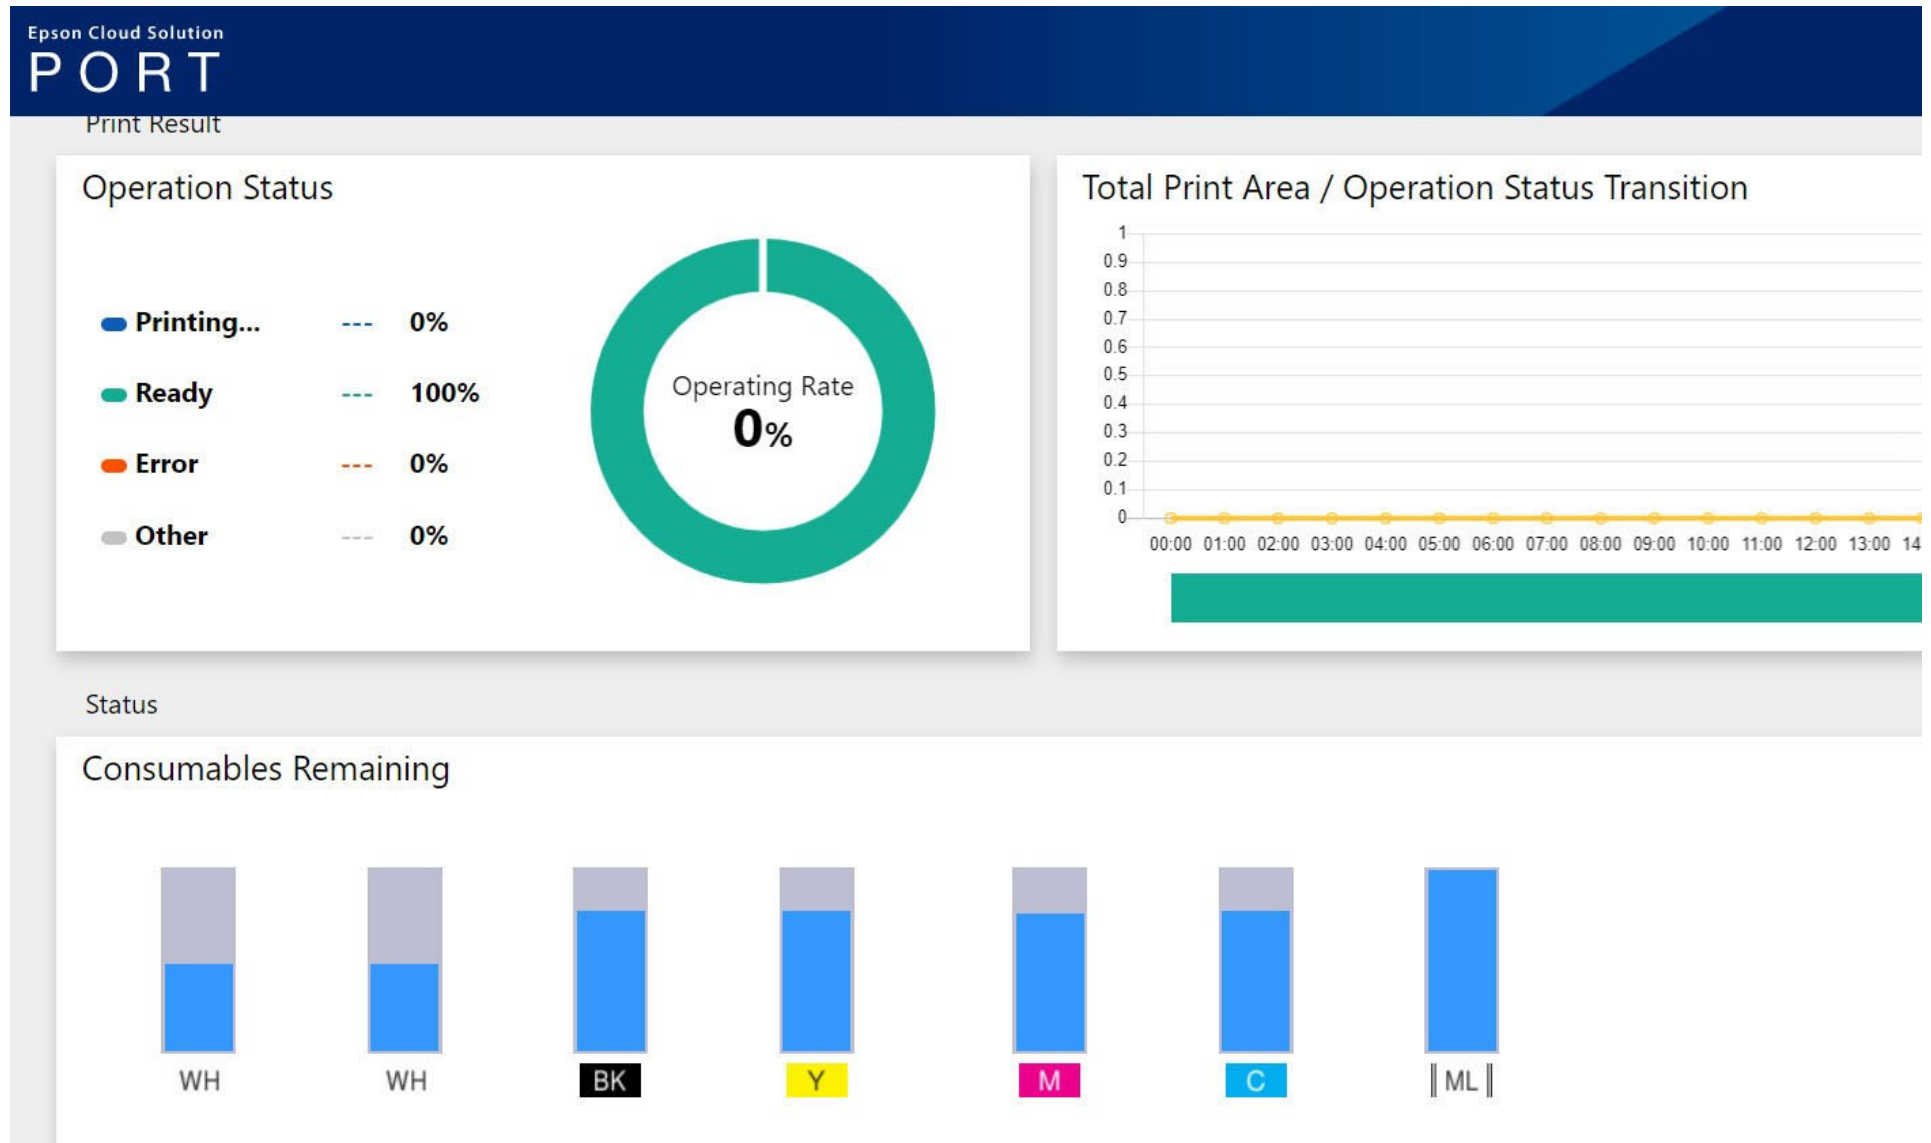 Epson Cloud Solution
PORT
Print Result
Operation Status
Printing... --- 0%
Ready --- 100%
Error --- 0%
Other --- 0%
Operating Rate
0%
Total Print Area / Operation Status Transition
1
0.9
0.8
0.7
0.6
0.5
0.4
0.3
0.2
0.1
0
00:00 01:00 02:00 03:00 04:00 05:00 06:00 07:00 08:00 09:00 10:00 11:00 12:00 13:00 14
Status
Consumables Remaining
WH WH BK Y M C ML